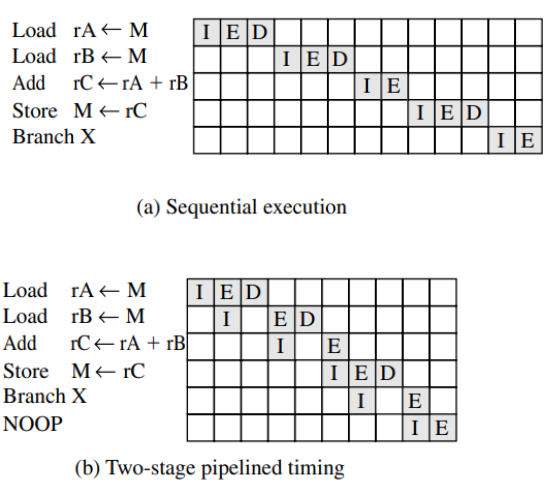 Load rA ← M I E D
Load rB ← M I E D
Add rC ← rA + rB I E
Store M ← rC I E D
Branch X I E
(a) Sequential execution
Load rA ← M I E D
Load rB ← M I E D
Add rC ← rA + rB I E
Store M ← rC I E D
Branch X I E
NOOP I E
(b) Two-stage pipelined timing